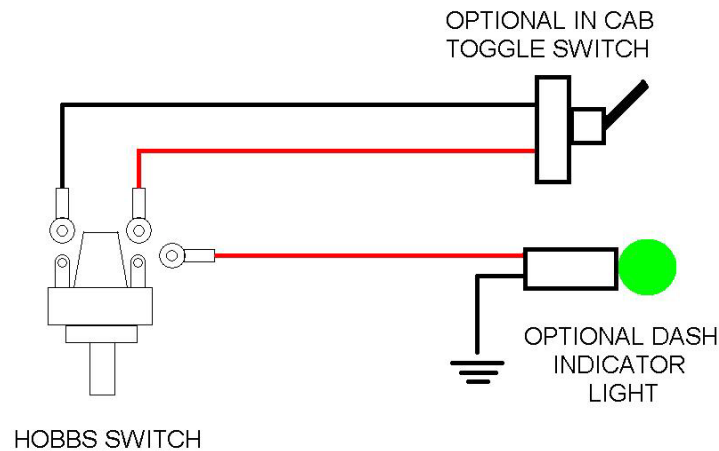 OPTIONAL IN CAB
TOGGLE SWITCH
OPTIONAL DASH
INDICATOR
LIGHT
HOBBS SWITCH